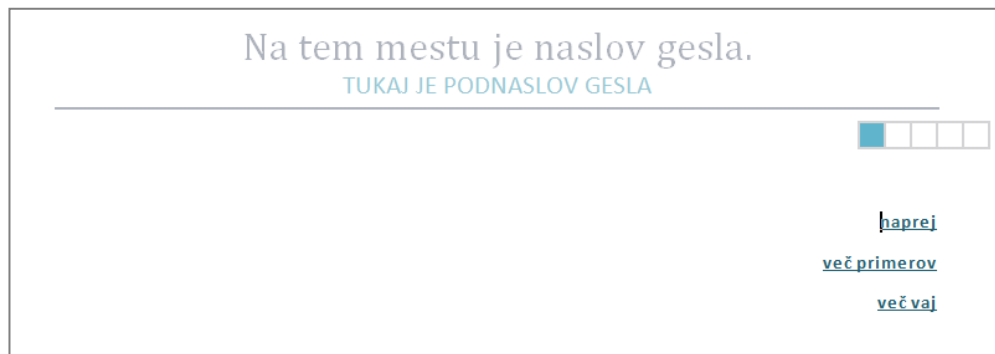 Na tem mestu je naslov gesla.
TUKAJ JE PODNASLOV GESLA
naprej
več primerov
več vaj